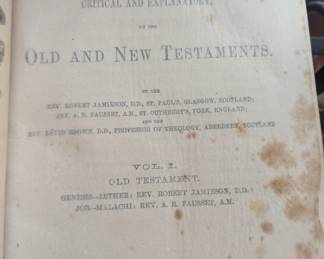 CRITICAL AND EXPLANATORY,
ON THE
OLD AND NEW TESTAMENTS.
BY THE
REV. ROBERT JAMIESON, D.D., ST. PAUL'S, GLASGOW, SCOTLAND;
REV. A. R. FAUSSET, A.M., ST. CUTHBERT'S, YORK, ENGLAND;
AND THE
REV. DAVID BROWN, D.D., PROFESSOR OF THEOLOGY, ABERDEEN, SCOTLAND
VOL. I.
OLD TESTAMENT.
GENESIS—ESTHER: REV. ROBERT JAMIESON, D.D.
JOB—MALACHI: REV. A. R. FAUSSET, A.M.